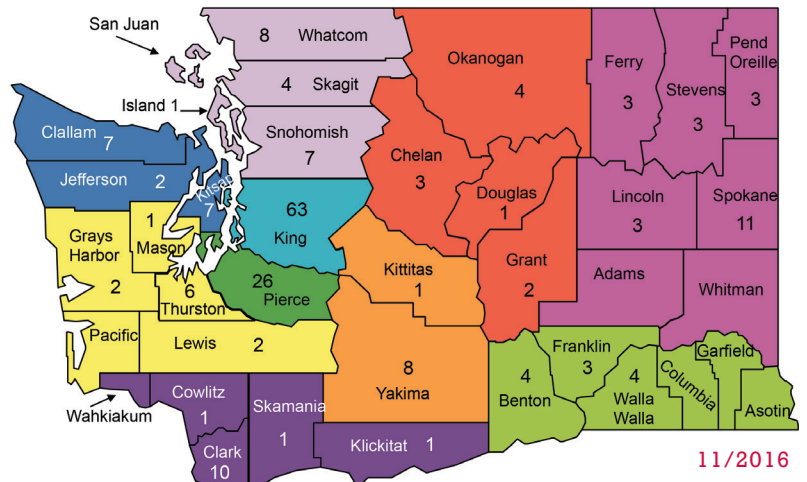 San Juan
8 Whatcom
Okanogan
4
Ferry
3
Stevens
3
Pend
Oreille
3
4 Skagit
Island 1
Clallam
7
Snohomish
7
Chelan
3
Jefferson 2
Kitsap
7
63
King
Douglas
1
Lincoln
3
Spokane
11
Grays
Harbor
2
1
Mason
6
Thurston
26
Pierce
Kittitas
1
Grant
2
Adams
Whitman
Pacific
Lewis 2
8
Yakima
4
Benton
Franklin
3
4
Walla
Walla
Columbia
Garfield
Asotin
Wahkiakum
Cowlitz
1
Skamania
1
Klickitat 1
Clark
10
11/2016